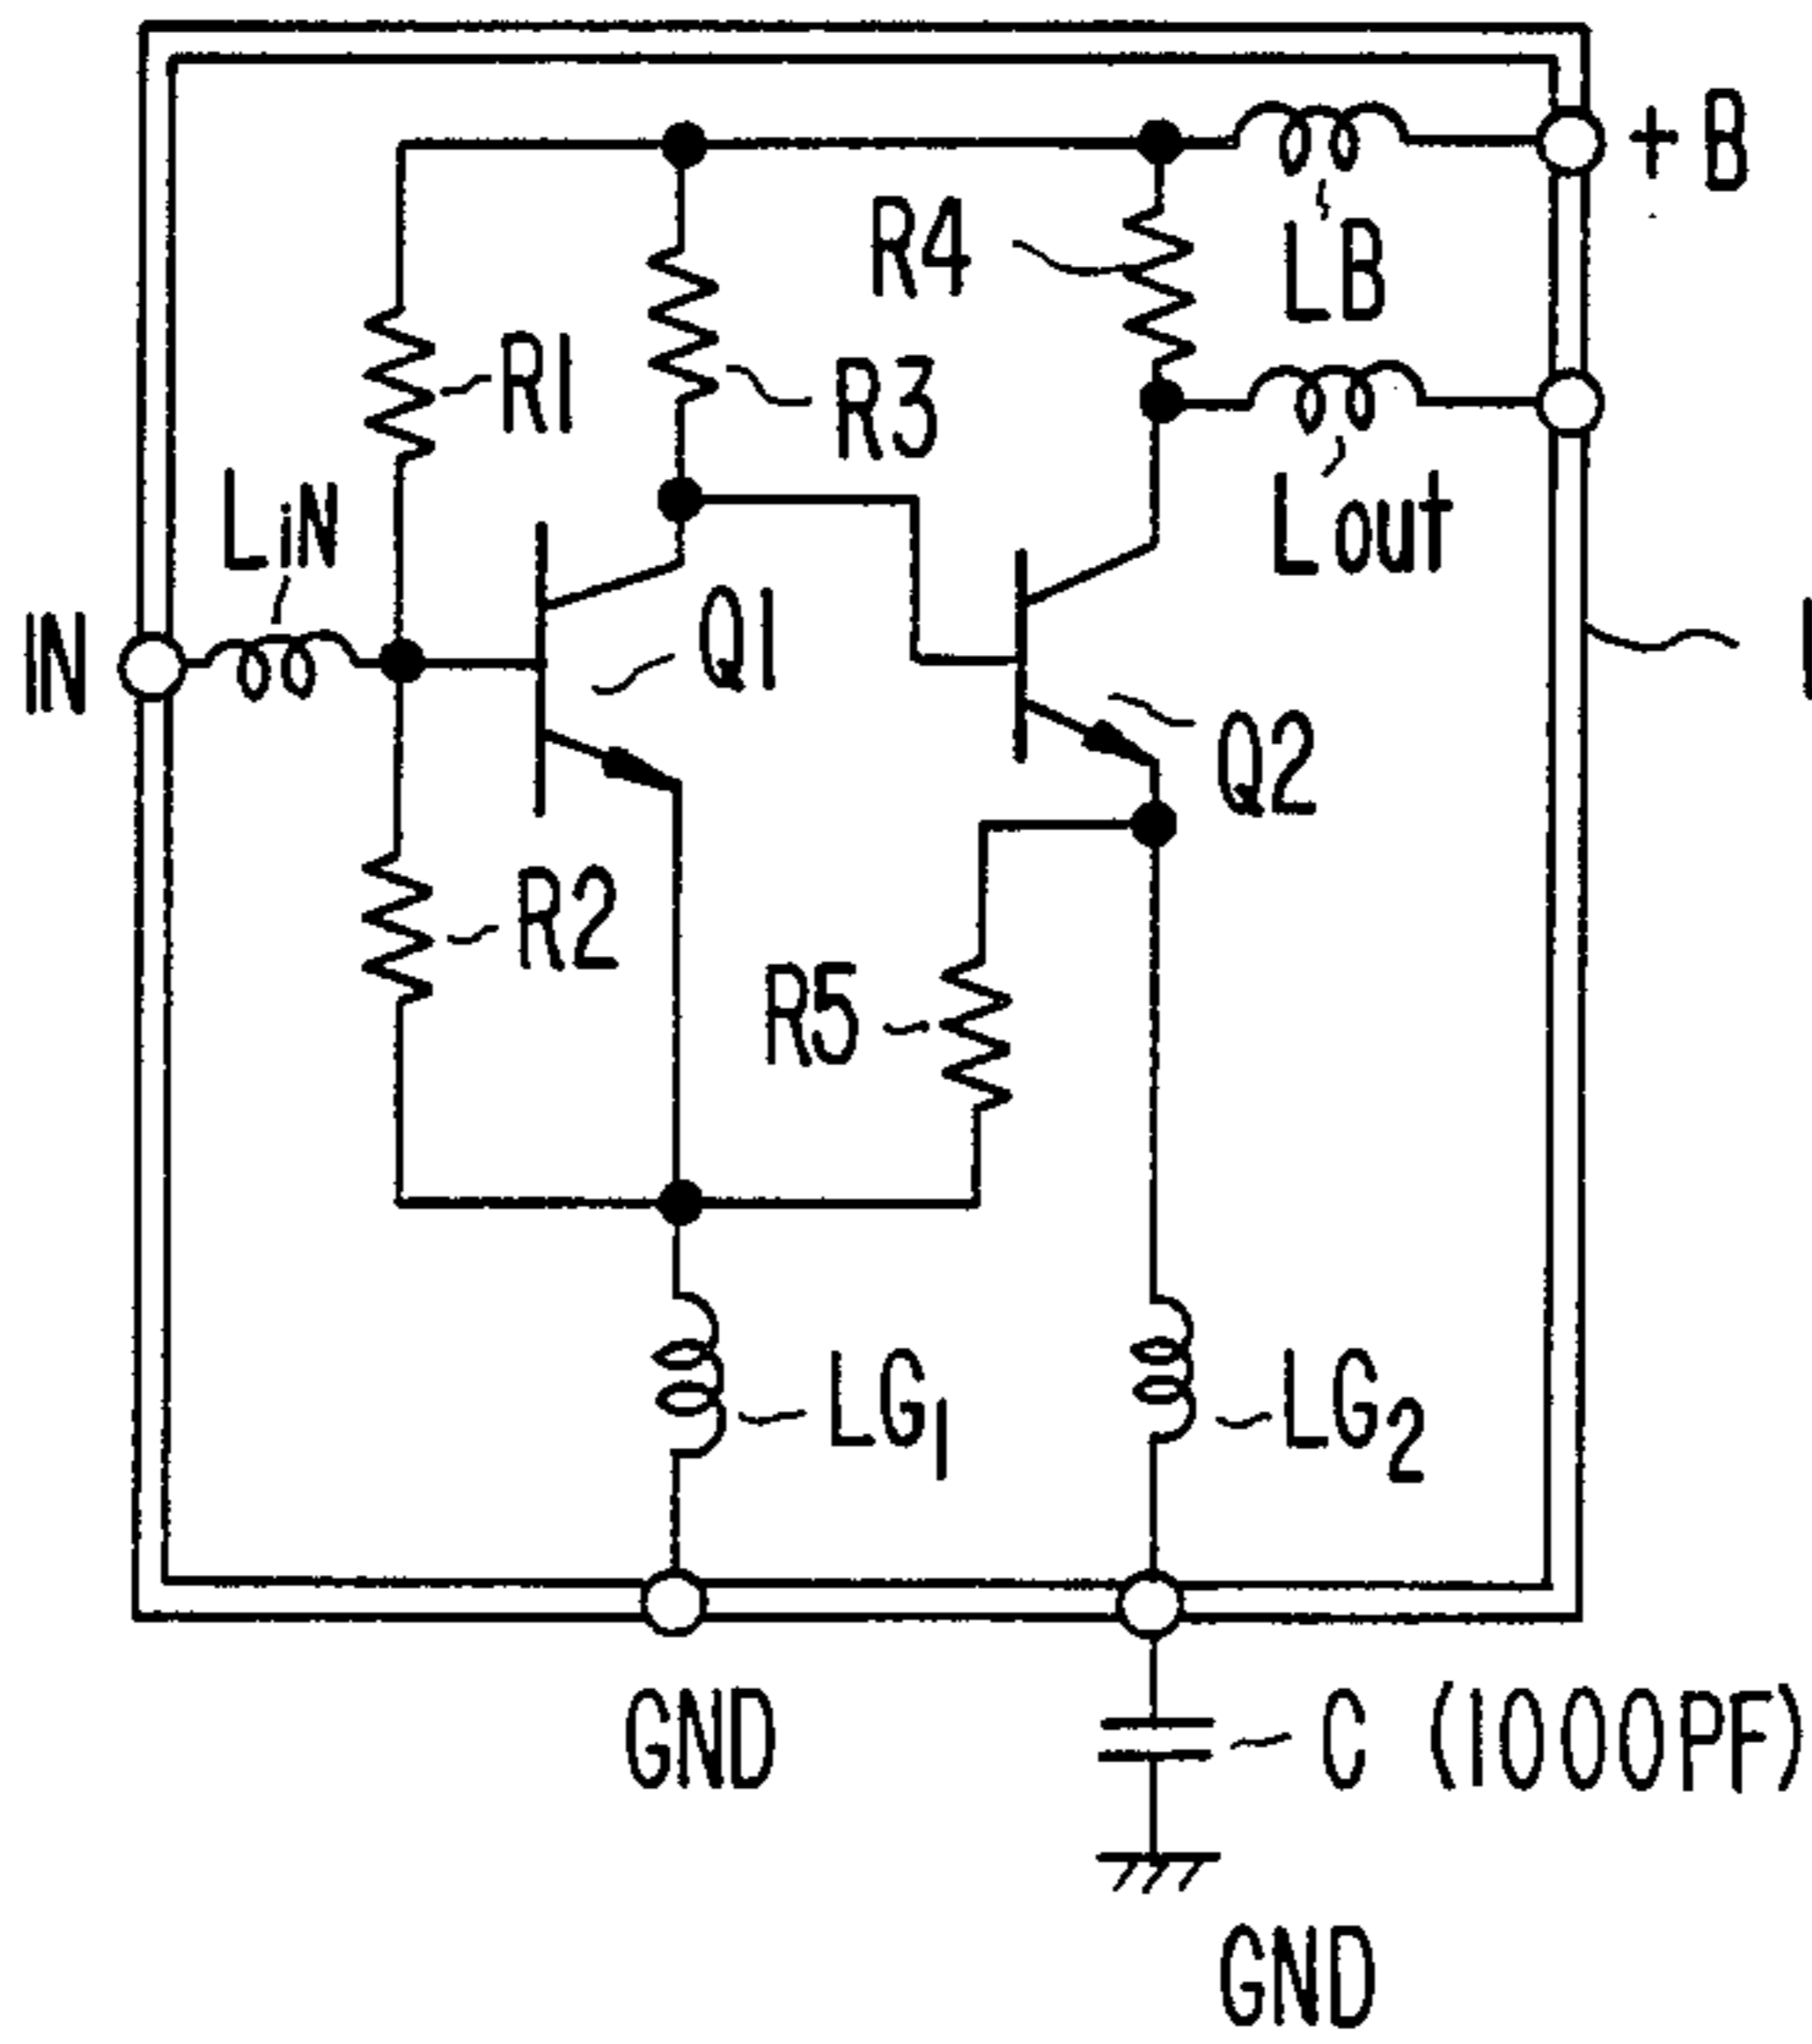 +B
R4
LB
R1
R3
LiN
Lout
IN
Q1
Q2
R2
R5
LG1
LG2
GND
C (1000PF)
GND